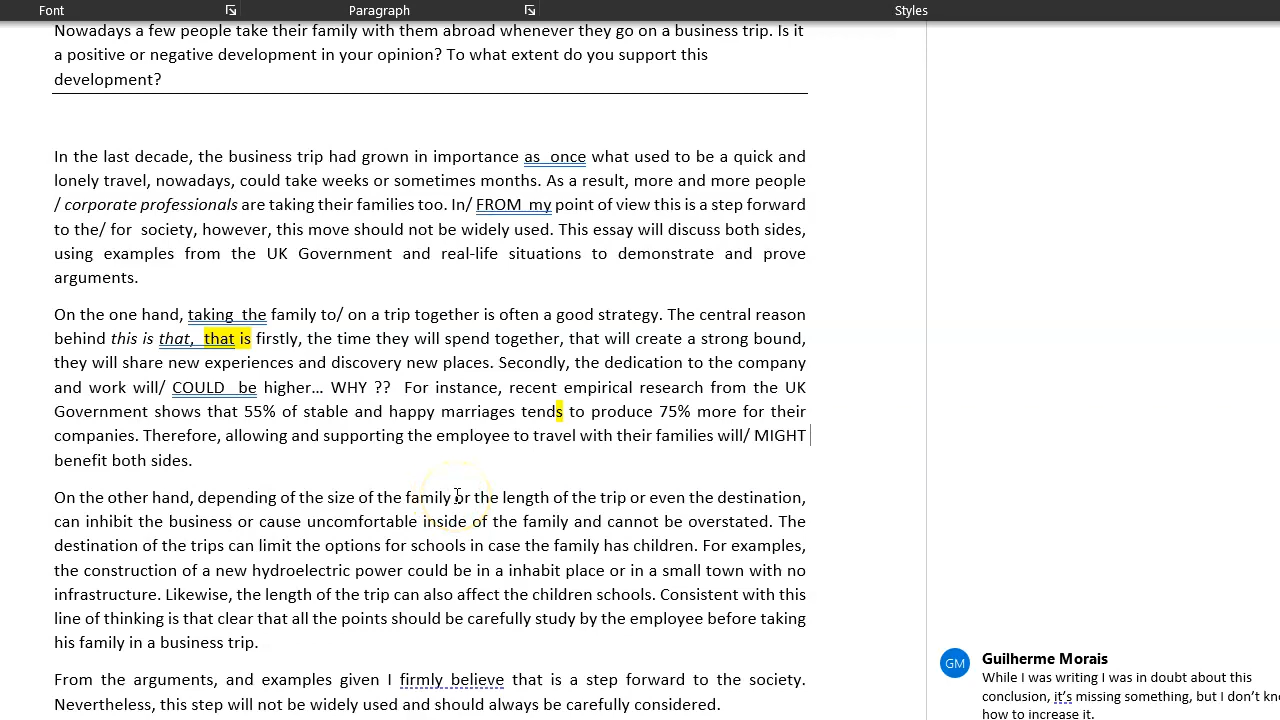 Font Paragraph Styles
Nowadays a few people take their family with them abroad whenever they go on a business trip. Is it
a positive or negative development in your opinion? To what extent do you support this
development?
In the last decade, the business trip had grown in importance as once what used to be a quick and
lonely travel, nowadays, could take weeks or sometimes months. As a result, more and more people
/ corporate professionals are taking their families too. In/ FROM my point of view this is a step forward
to the/ for society, however, this move should not be widely used. This essay will discuss both sides,
using examples from the UK Government and real-life situations to demonstrate and prove
arguments.
On the one hand, taking the family to/ on a trip together is often a good strategy. The central reason
behind this is that, that is firstly, the time they will spend together, that will create a strong bound,
they will share new experiences and discovery new places. Secondly, the dedication to the company
and work will/ COULD be higher... WHY ?? For instance, recent empirical research from the UK
Government shows that 55% of stable and happy marriages tends to produce 75% more for their
companies. Therefore, allowing and supporting the employee to travel with their families will/ MIGHT
benefit both sides.
On the other hand, depending of the size of the family or the length of the trip or even the destination,
can inhibit the business or cause uncomfortable inside of the family and cannot be overstated. The
destination of the trips can limit the options for schools in case the family has children. For examples,
the construction of a new hydroelectric power could be in a inhabit place or in a small town with no
infrastructure. Likewise, the length of the trip can also affect the children schools. Consistent with this
line of thinking is that clear that all the points should be carefully study by the employee before taking
his family in a business trip.
From the arguments, and examples given I firmly believe that is a step forward to the society.
Nevertheless, this step will not be widely used and should always be carefully considered.
GM Guilherme Morais
While I was writing I was in doubt about this
conclusion, it's missing something, but I don't kn
how to increase it.